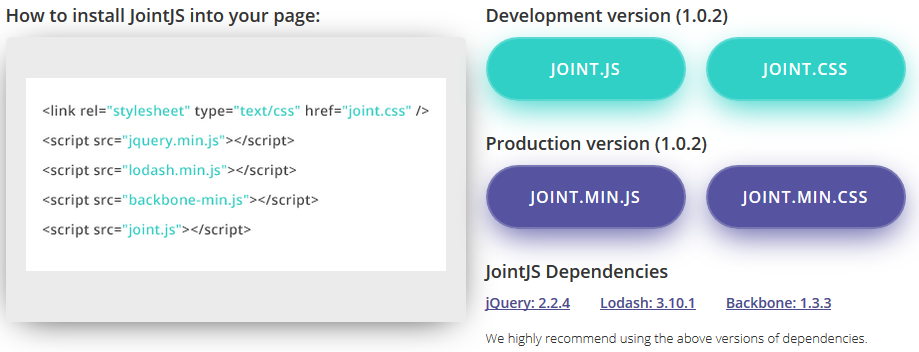 How to install JointJS into your page:
<link rel="stylesheet" type="text/css" href="joint.css" />
<script src="jquery.min.js"></script>
<script src="lodash.min.js"></script>
<script src="backbone-min.js"></script>
<script src="joint.js"></script>
Development version (1.0.2)
JOINT.JS JOINT.CSS
Production version (1.0.2)
JOINT.MIN.JS JOINT.MIN.CSS
JointJS Dependencies
jQuery: 2.2.4 Lodash: 3.10.1 Backbone: 1.3.3
We highly recommend using the above versions of dependencies.